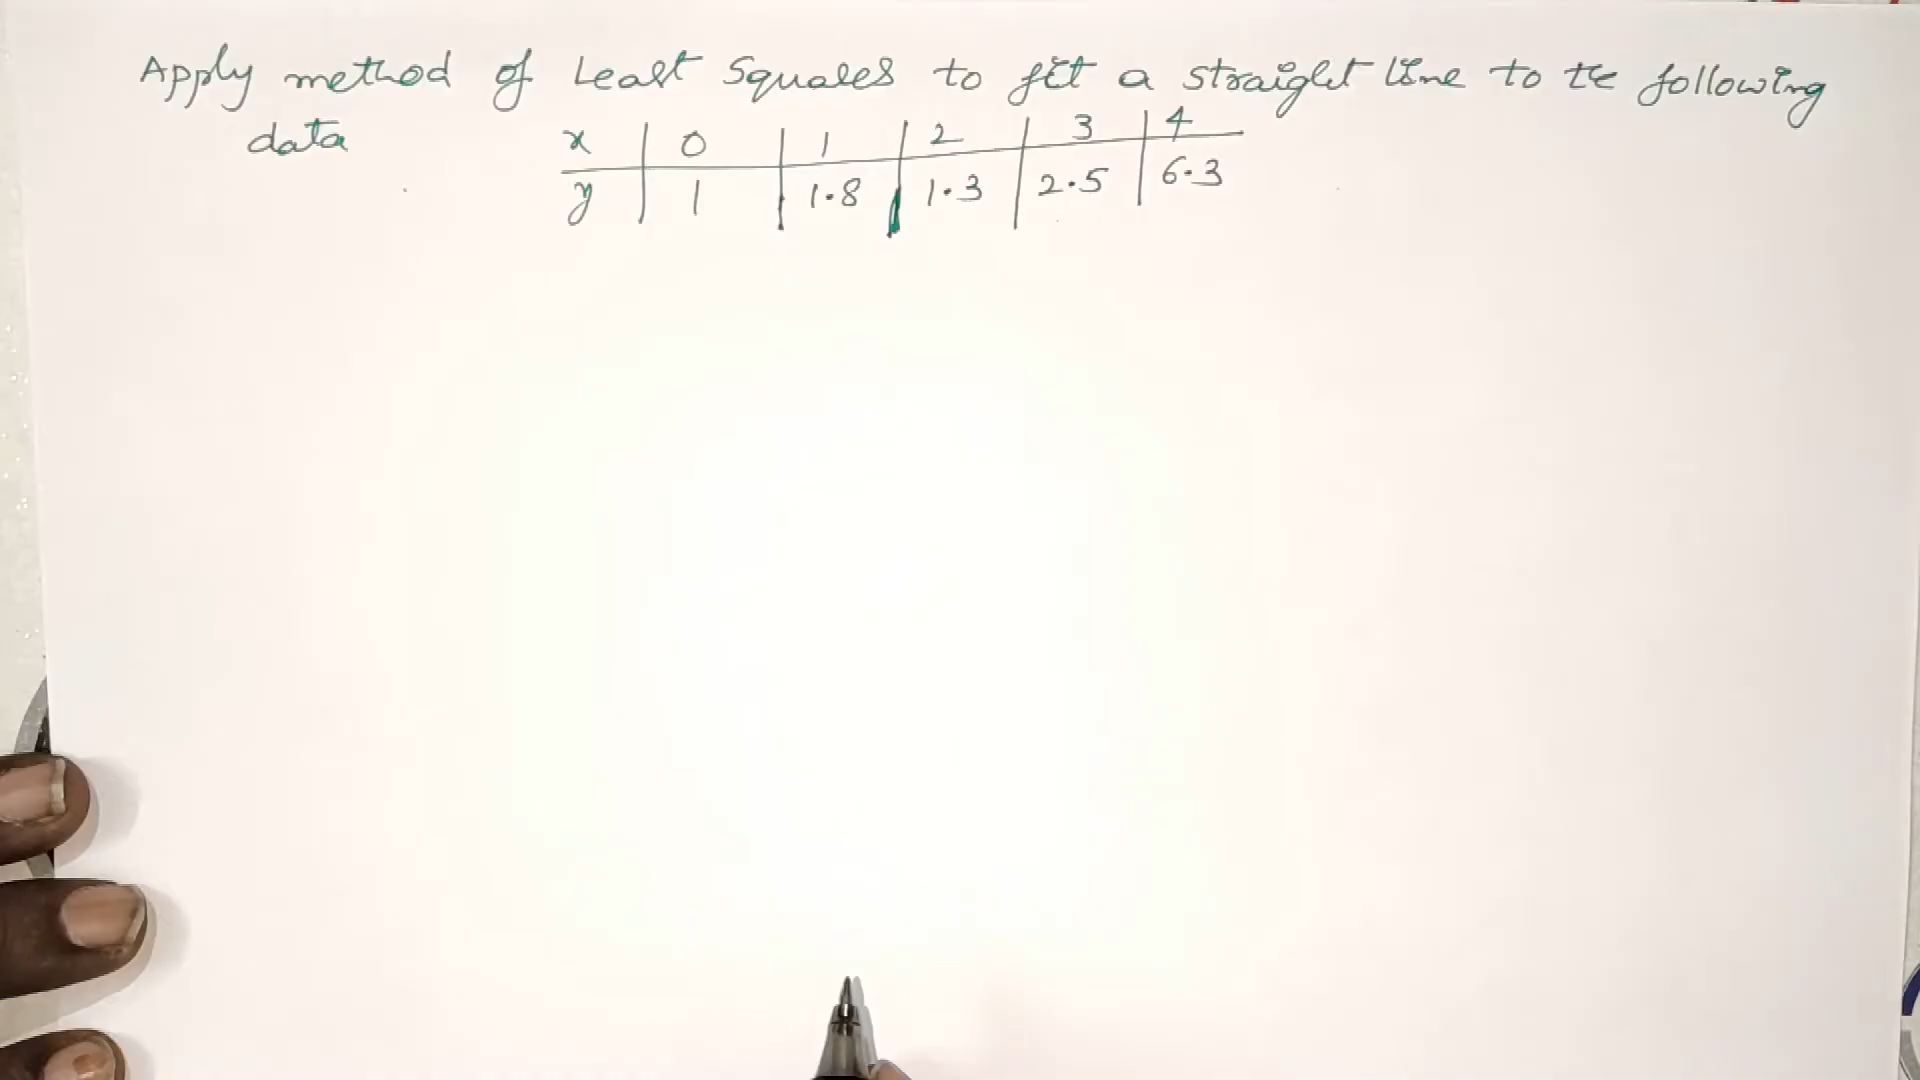 Apply method of Least Squares to fit a straight line to te following
data
x 0 1 2 3 4
y 1 1.8 1.3 2.5 6.3